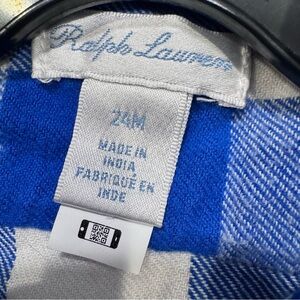 Ralph Lauren
24M
MADE IN
INDIA
FABRIQUÉ EN
INDE